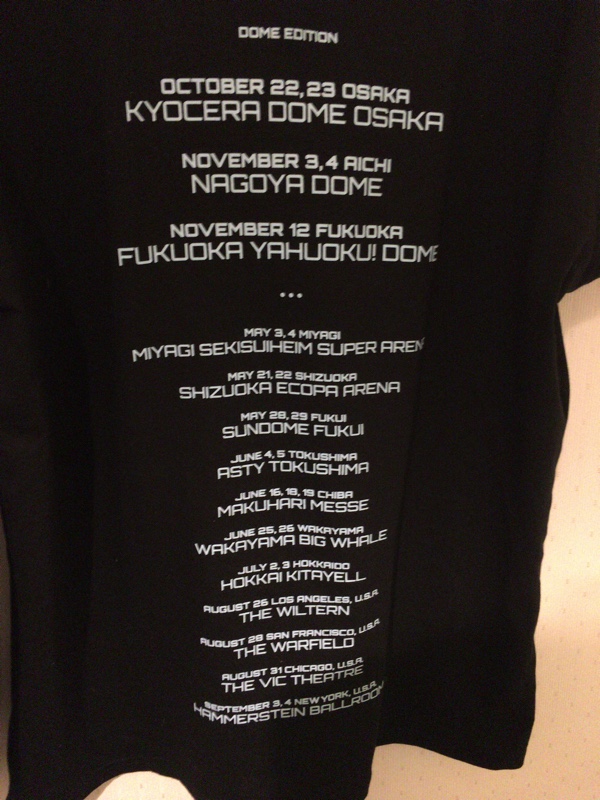 DOME EDITION
OCTOBER 22,23 OSAKA
KYOCERA DOME OSAKA
NOVEMBER 3,4 AICHI
NAGOYA DOME
NOVEMBER 12 FUKUOKA
FUKUOKA YAHUOKU! DOME
...
MAY 3,4 MIYAGI
MIYAGI SEKISUIHEIM SUPER AREN
MAY 21,22 SHIZUOKA
SHIZUOKA ECOPA ARENA
MAY 28,29 FUKUI
SUNDOME FUKUI
JUNE 4,5 TOKUSHIMA
ASTY TOKUSHIMA
JUNE 16,18,19 CHIBA
MAKUHARI MESSE
JUNE 25,26 WAKAYAMA
WAKAYAMA BIG WHALE
JULY 2,3 HOKKAIDO
HOKKAI KITAYELL
AUGUST 26 LOS ANGELES, U.S.A.
THE WILTERN
AUGUST 28 SAN FRANCISCO, U.S.A.
THE WARFIELD
AUGUST 31 CHICAGO, U.S.A.
THE VIC THEATRE
SEPTEMBER 3,4 NEW YORK, U.S.A.
HAMMERSTEIN BALLROOM